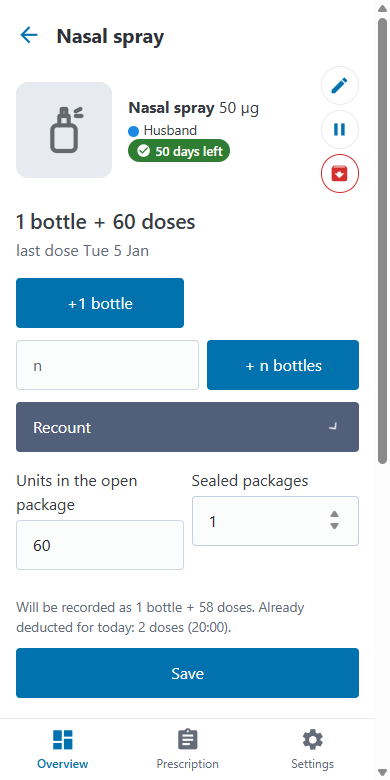 Nasal spray
Nasal spray 50 µg
Husband
50 days left
1 bottle + 60 doses
last dose Tue 5 Jan
+1 bottle
n
+ n bottles
Recount
Units in the open
package
Sealed packages
60
1
Will be recorded as 1 bottle + 58 doses. Already
deducted for today: 2 doses (20:00).
Save
Overview
Prescription
Settings